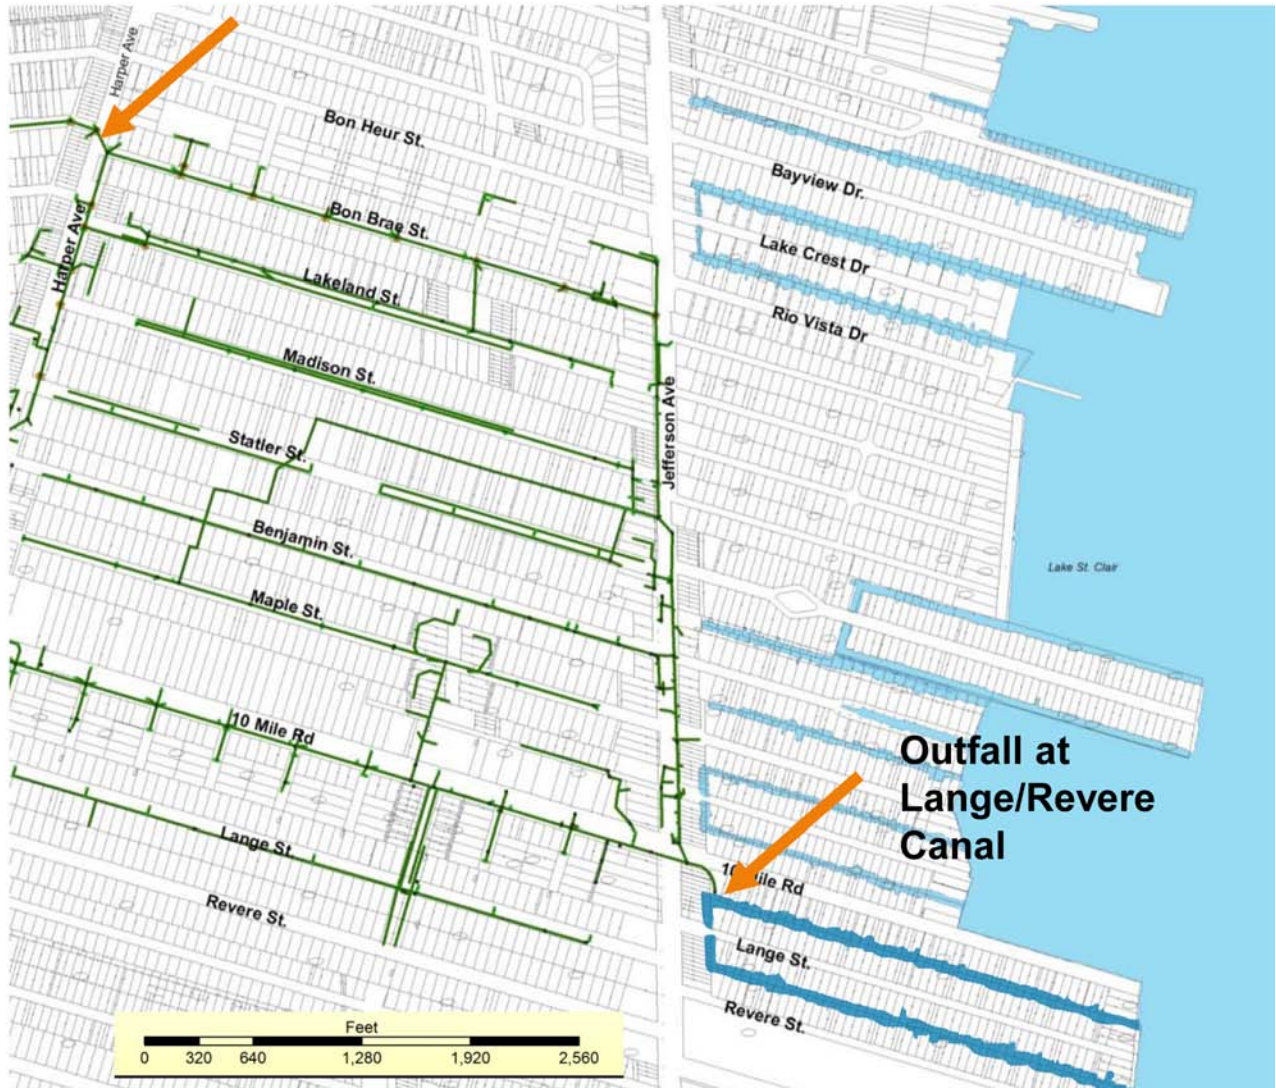 Harper Ave
Bon Heur St.
Bayview Dr.
Bon Brae St.
Harper Ave
Lake Crest Dr
Lakeland St.
Rio Vista Dr
Madison St.
Jefferson Ave
Statler St.
Benjamin St.
Lake St. Clair
Maple St.
10 Mile Rd
Outfall at
Lange/Revere
Canal
Lange St.
10 Mile Rd
Revere St.
Lange St.
Revere St.
Feet
0 320 640 1,280 1,920 2,560